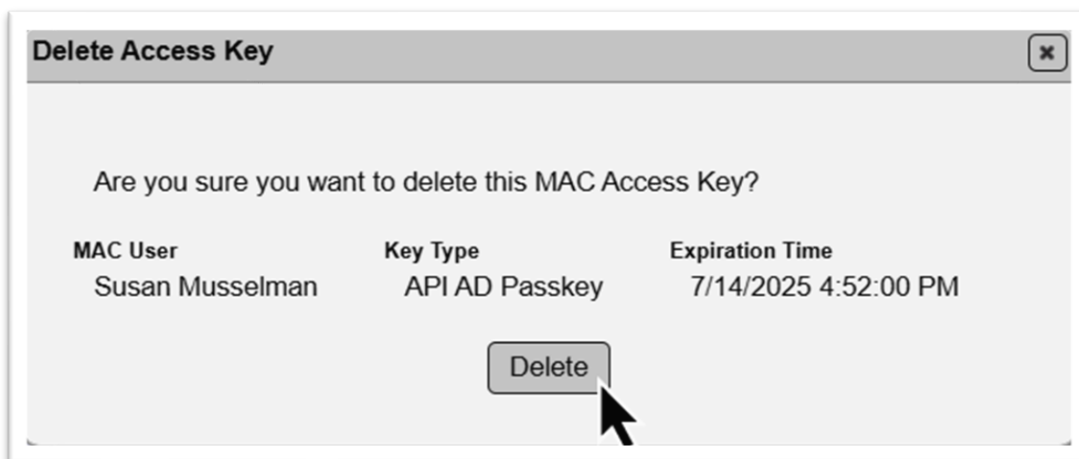 Delete Access Key
Are you sure you want to delete this MAC Access Key?
MAC User Key Type Expiration Time
Susan Musselman API AD Passkey 7/14/2025 4:52:00 PM
Delete